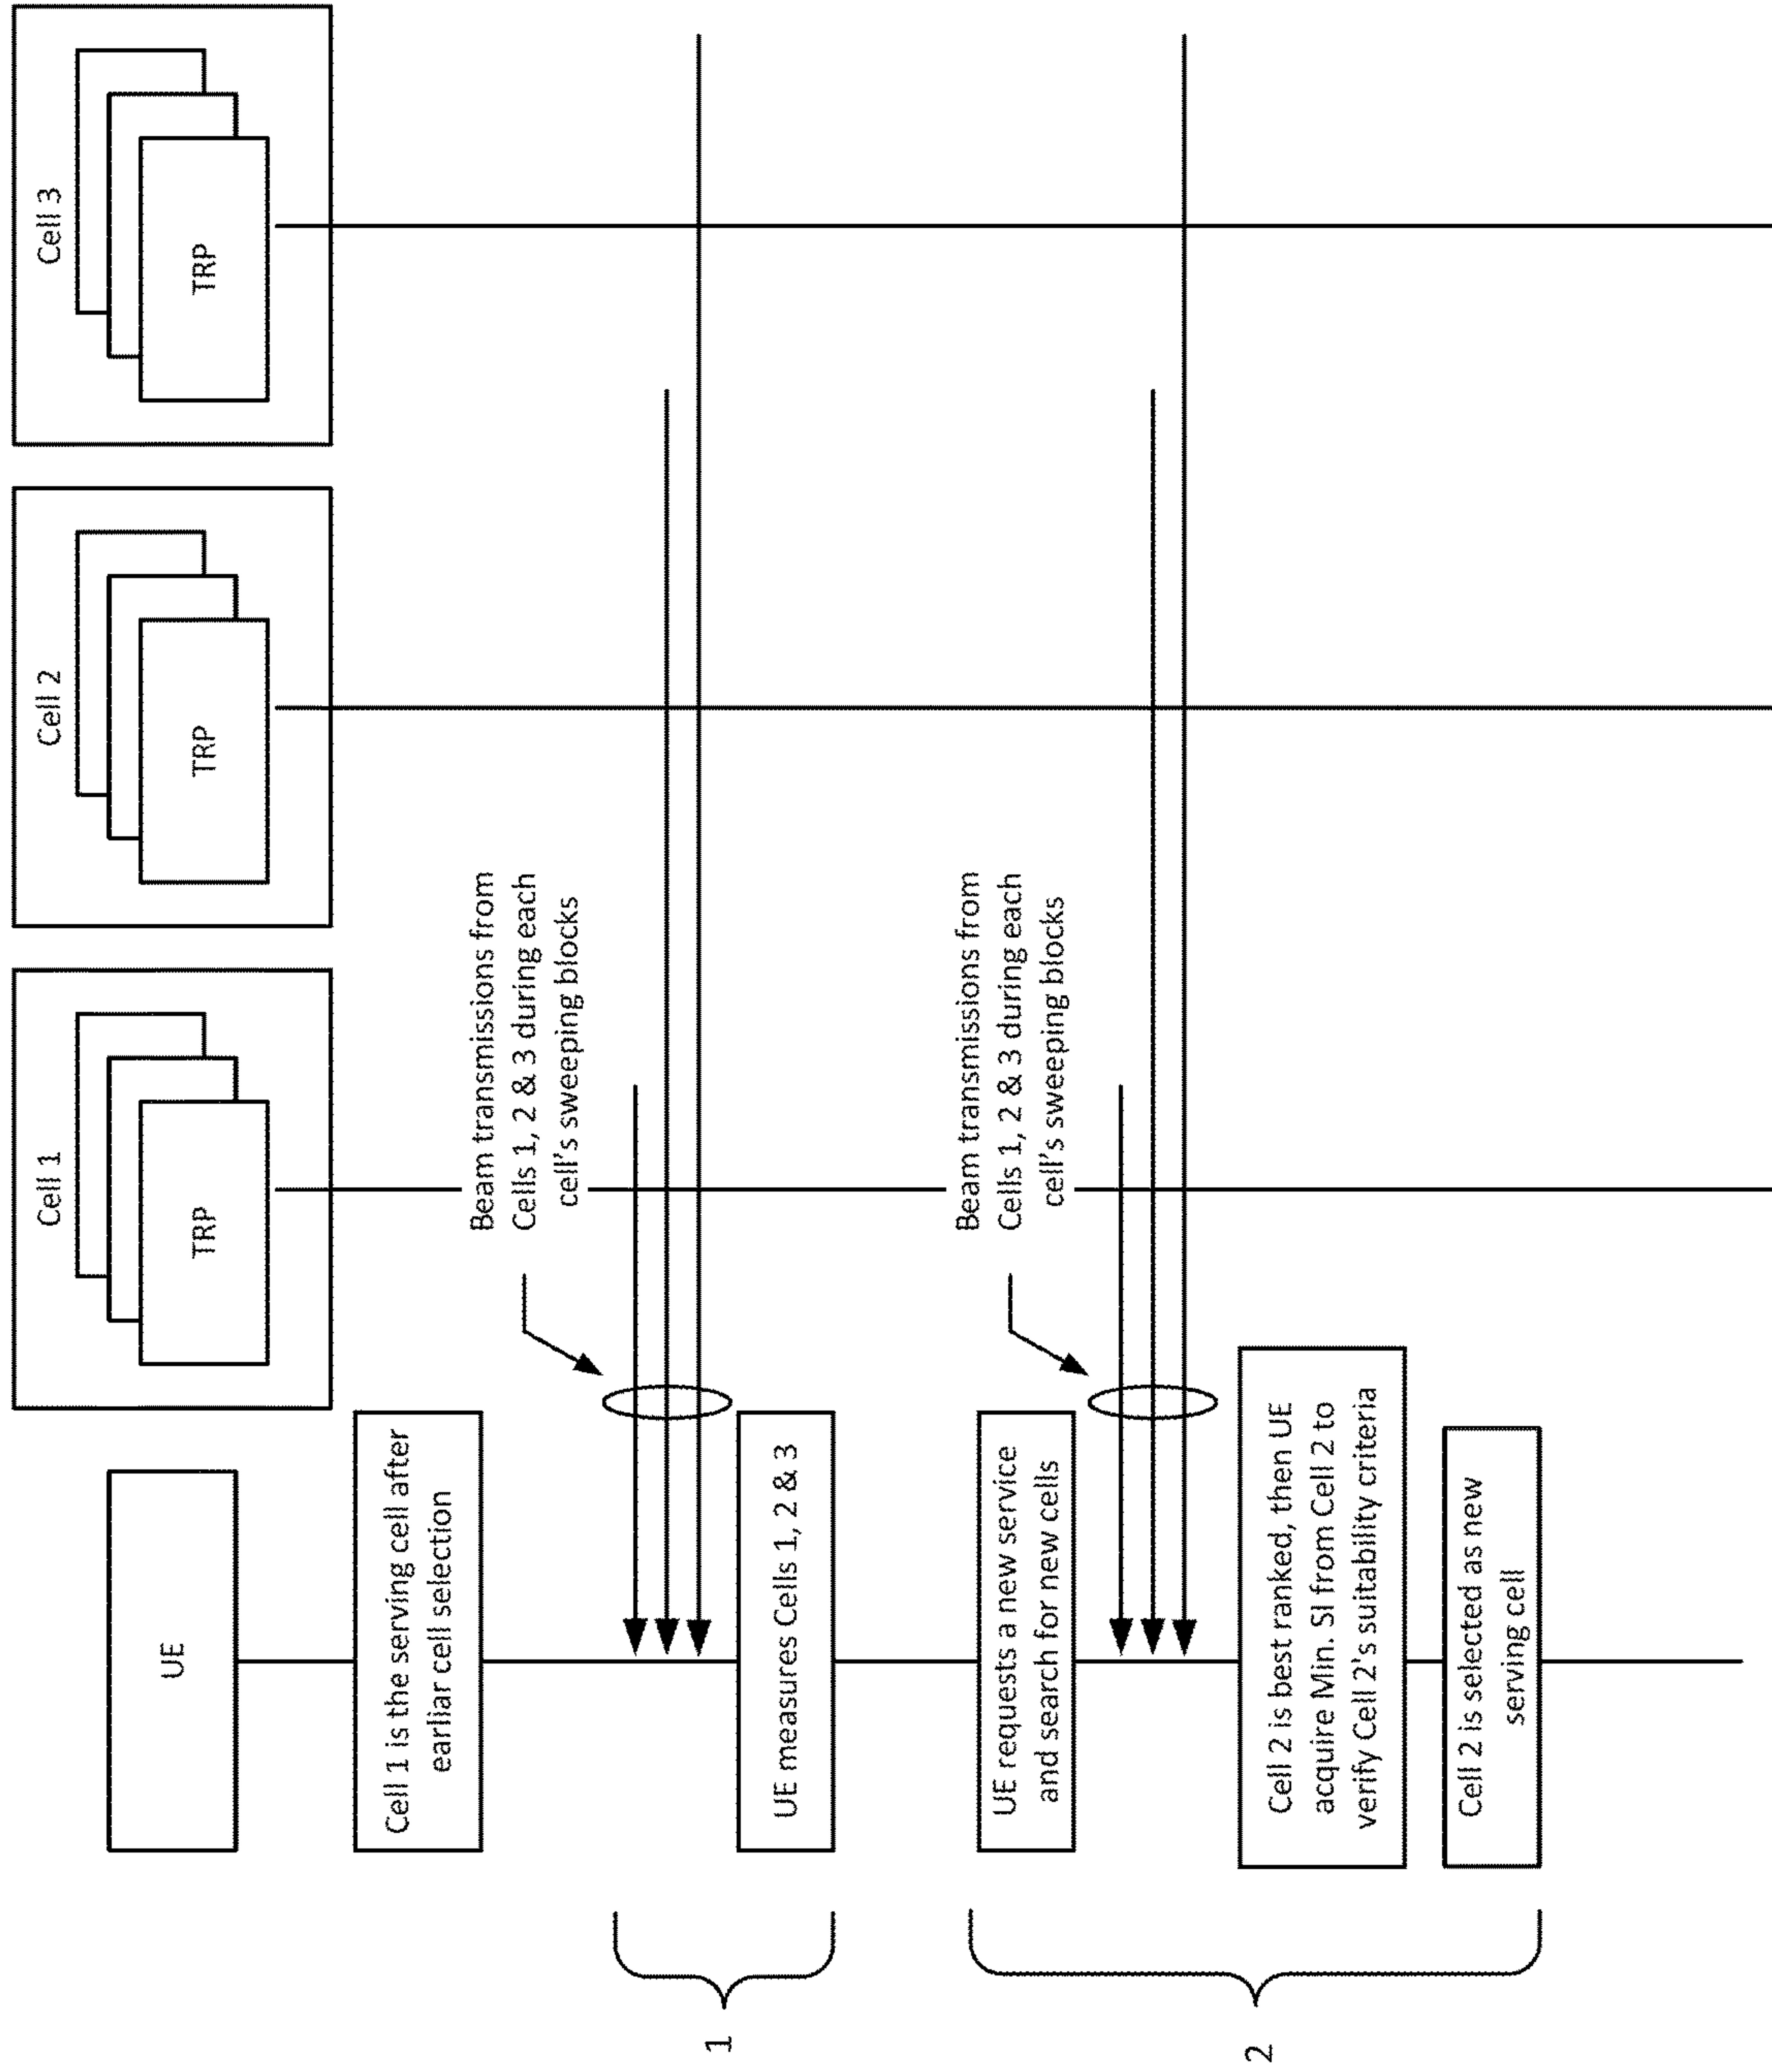 UE
Cell 1
TRP
Cell 2
TRP
Cell 3
TRP
Cell 1 is the serving cell after
earliar cell selection
Beam transmissions from
Cells 1, 2 & 3 during each
cell's sweeping blocks
1
UE measures Cells 1, 2 & 3
UE requests a new service
and search for new cells
Beam transmissions from
Cells 1, 2 & 3 during each
cell's sweeping blocks
2
Cell 2 is best ranked, then UE
acquire Min. SI from Cell 2 to
verify Cell 2's suitability criteria
Cell 2 is selected as new
serving cell